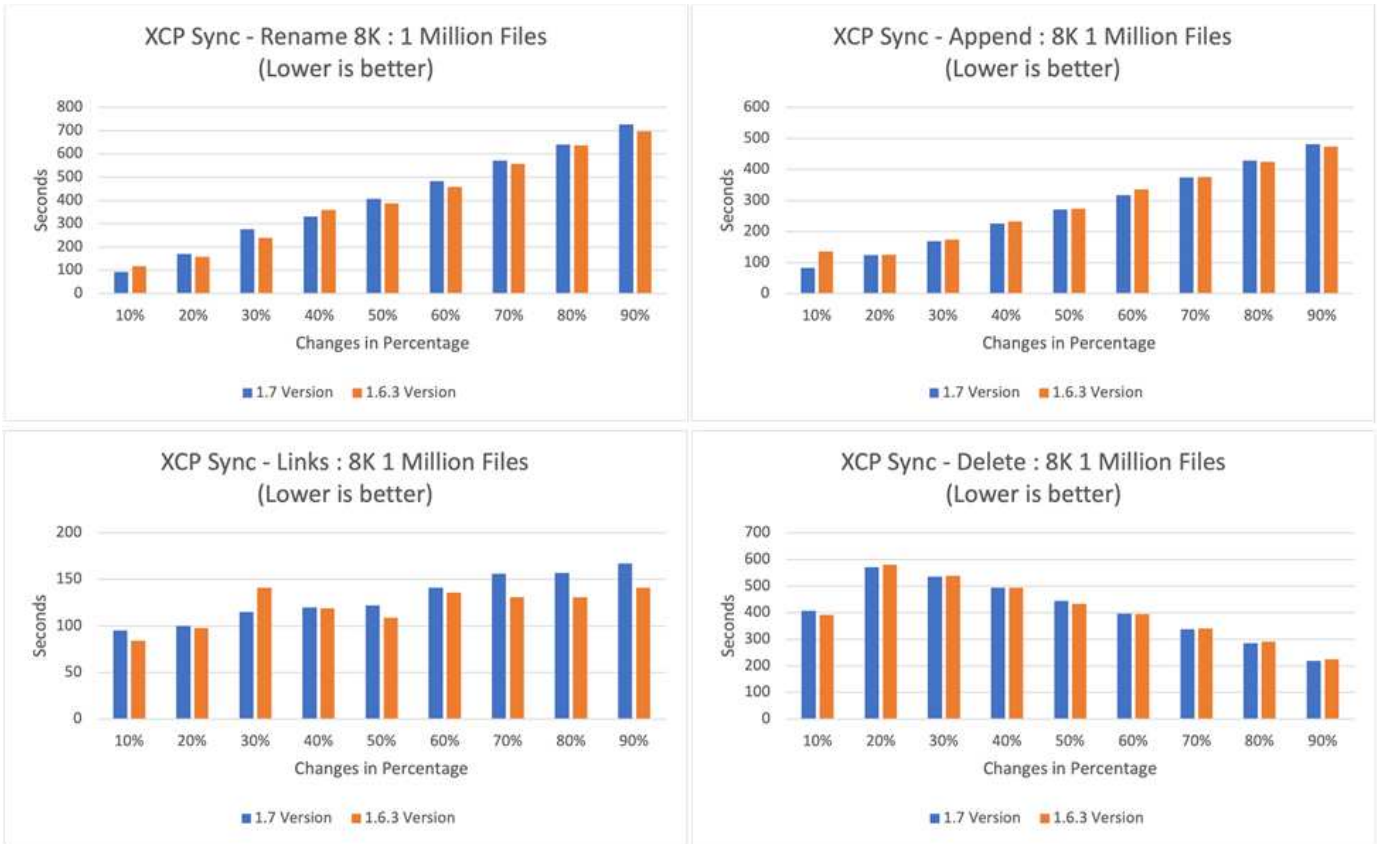 XCP Sync - Rename 8K : 1 Million Files
(Lower is better)
800
700
600
500
400
300
200
100
0
Seconds
10% 20% 30% 40% 50% 60% 70% 80% 90%
Changes in Percentage
1.7 Version 1.6.3 Version
XCP Sync - Append : 8K 1 Million Files
(Lower is better)
600
500
400
300
200
100
0
Seconds
10% 20% 30% 40% 50% 60% 70% 80% 90%
Changes in Percentage
1.7 Version 1.6.3 Version
XCP Sync - Links : 8K 1 Million Files
(Lower is better)
200
150
100
50
0
Seconds
10% 20% 30% 40% 50% 60% 70% 80% 90%
Changes in Percentage
1.7 Version 1.6.3 Version
XCP Sync - Delete : 8K 1 Million Files
(Lower is better)
700
600
500
400
300
200
100
0
Seconds
10% 20% 30% 40% 50% 60% 70% 80% 90%
Changes in Percentage
1.7 Version 1.6.3 Version